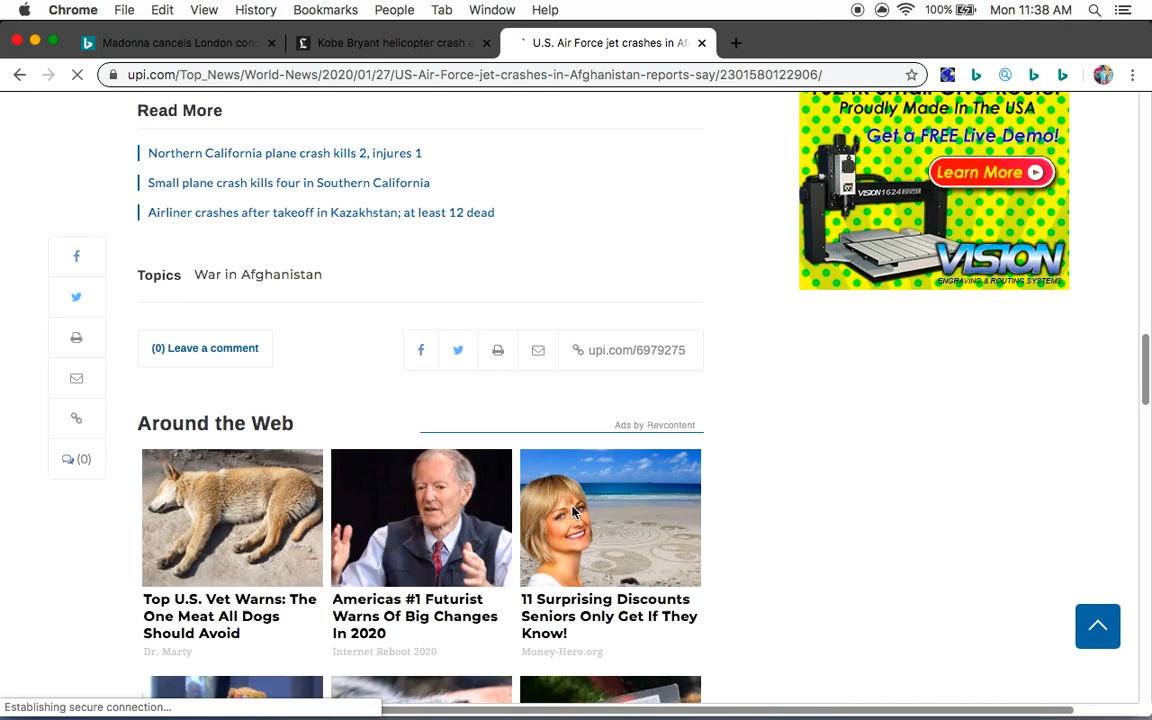 Chrome File Edit View History Bookmarks People Tab Window Help 100% Mon 11:38 AM
Madonna cancels London con
Kobe Bryant helicopter crash
U.S. Air Force jet crashes in Af
upi.com/Top_News/World-News/2020/01/27/US-Air-Force-jet-crashes-in-Afghanistan-reports-say/2301580122906/
Proudly Made In The USA
Get a FREE Live Demo!
Learn More
VISION 1624
VISION
ENGRAVING & ROUTING SYSTEMS
Read More
Northern California plane crash kills 2, injures 1
Small plane crash kills four in Southern California
Airliner crashes after takeoff in Kazakhstan; at least 12 dead
Topics War in Afghanistan
(0) Leave a comment
upi.com/6979275
(0)
Around the Web
Ads by Revcontent
Top U.S. Vet Warns: The
One Meat All Dogs
Should Avoid
Dr. Marty
Americas #1 Futurist
Warns Of Big Changes
In 2020
Internet Reboot 2020
11 Surprising Discounts
Seniors Only Get If They
Know!
Money-Hero.org
Establishing secure connection...